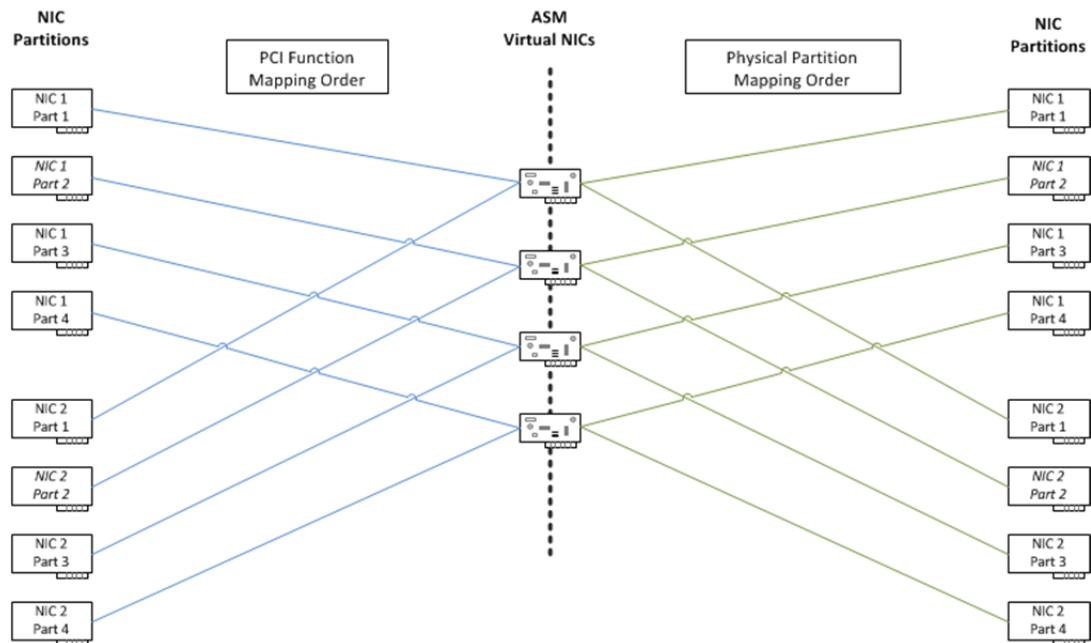 NIC
Partitions
ASM
Virtual NICs
NIC
Partitions
PCI Function
Mapping Order
Physical Partition
Mapping Order
NIC 1
Part 1
NIC 1
Part 2
NIC 1
Part 3
NIC 1
Part 4
NIC 2
Part 1
NIC 2
Part 2
NIC 2
Part 3
NIC 2
Part 4
NIC 1
Part 1
NIC 1
Part 2
NIC 1
Part 3
NIC 1
Part 4
NIC 2
Part 1
NIC 2
Part 2
NIC 2
Part 3
NIC 2
Part 4